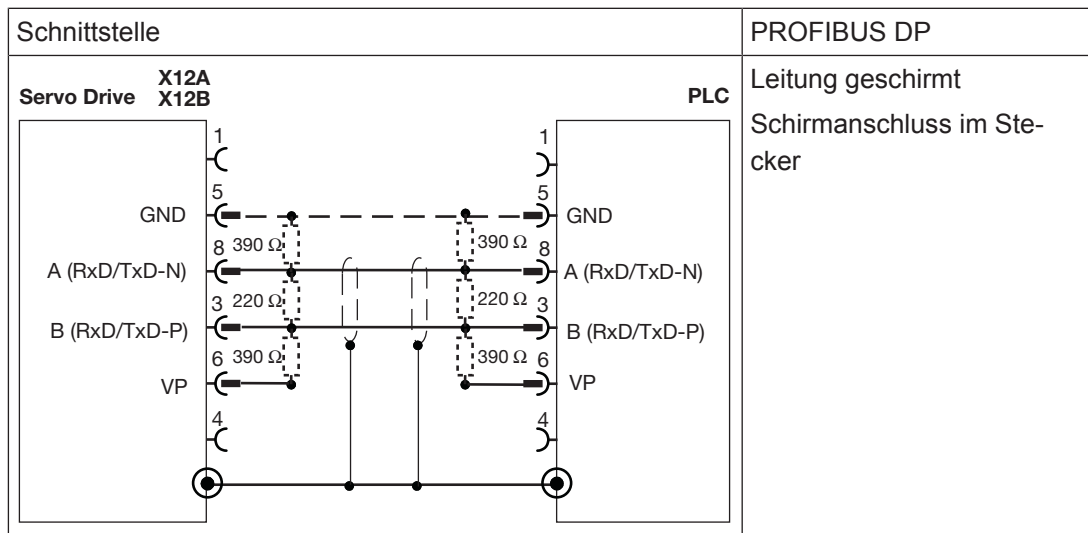 Schnittstelle
PROFIBUS DP
Servo Drive X12A
X12B
PLC
Leitung geschirmt
Schirmanschluss im Ste-
cker
1
1
5
5
GND
GND
8 390 Ω
390 Ω 8
A (RxD/TxD-N)
A (RxD/TxD-N)
3 220 Ω
220 Ω 3
B (RxD/TxD-P)
B (RxD/TxD-P)
6 390 Ω
390 Ω 6
VP
VP
4
4